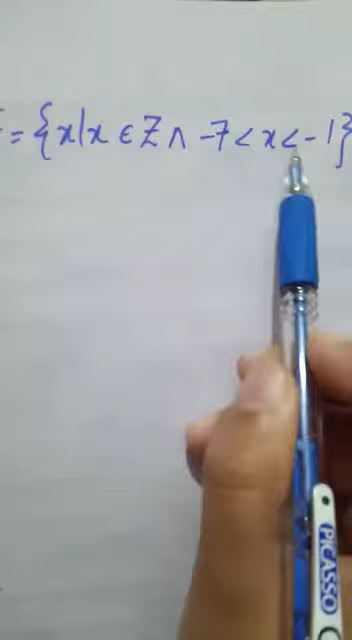 = {x|x ∈ Z ∧ -7 < x < -1}
PICASSO